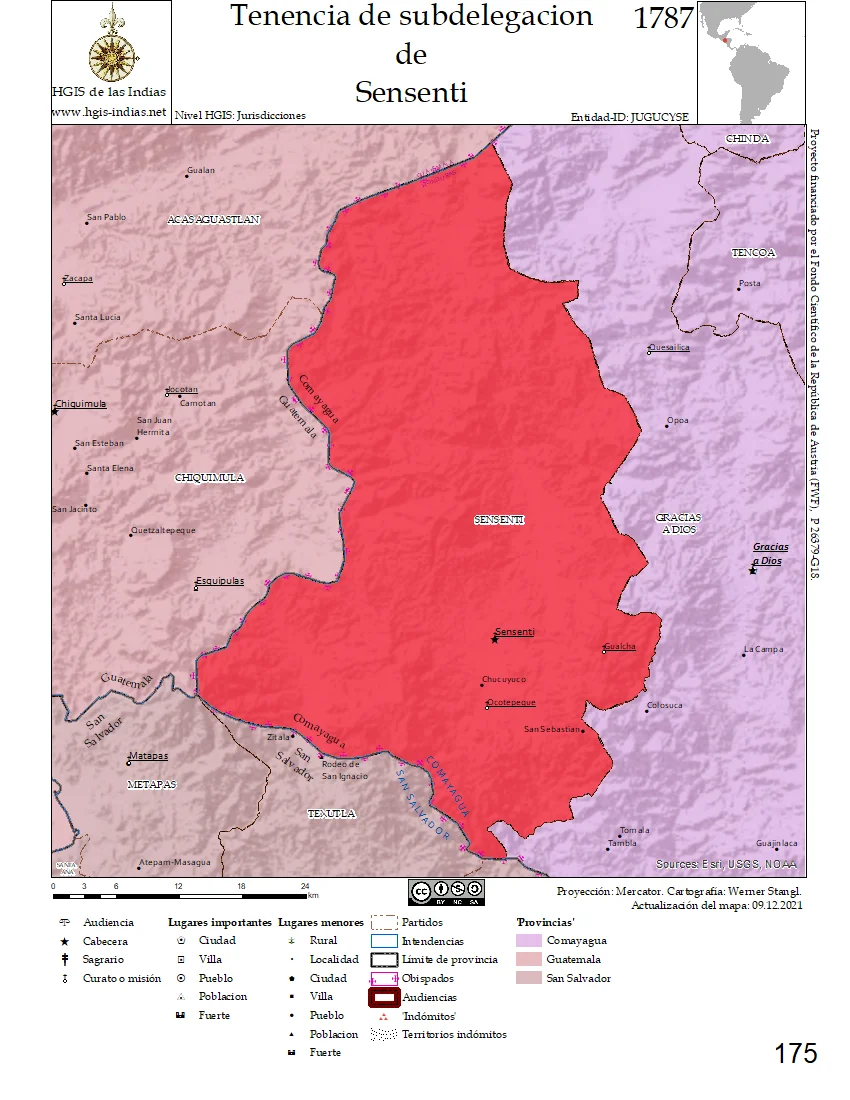 Tenencia de subdelegacion
de
Sensenti
1787
HGIS de las Indias
www.hgis-indias.net
Nivel HGIS: Jurisdicciones
Entidad-ID: JUGUCYSE
CHINDA
Gualan
San Pablo
ACASAGUASTLAN
TENCOA
Zacapa
Posta
Santa Lucia
Quesailica
Jocotan
Camotan
Chiquimula
Comayagua
Guatemala
San Juan
Hermita
Opoa
San Esteban
Santa Elena
CHIQUIMULA
San Jacinto
SENSENTI
GRACIAS
A DIOS
Quetzaltepeque
Gracias
a Dios
Esquipulas
Sensenti
Gualcha
La Campa
Guatemala
Chucuyuco
Ocotepeque
Colosuca
San
Salvador
Comayagua
San Sebastian
Zitala
San
Salvador
Matapas
Rodeo de
San Ignacio
COMAYAGUA
SAN SALVADOR
METAPAS
TEXUTLA
Tomala
Tambla
Guajinlaca
SANTA
ANA
Atepam-Masagua
Sources: Esri, USGS, NOAA
Proyecto financiado por el Fondo Científico de la República de Austria (FWF), P 26379-G18.
0 3 6 12 18 24
km
cc
BY NC SA
Proyección: Mercator. Cartografía: Werner Stangl.
Actualización del mapa: 09.12.2021
Audiencia
Cabecera
Sagrario
Curato o misión
Lugares importantes
Ciudad
Villa
Pueblo
Poblacion
Fuerte
Lugares menores
Rural
Localidad
Ciudad
Villa
Pueblo
Poblacion
Fuerte
Partidos
Intendencias
Límite de provincia
Obispados
Audiencias
'Indómitos'
Territorios indómitos
'Provincias'
Comayagua
Guatemala
San Salvador
175